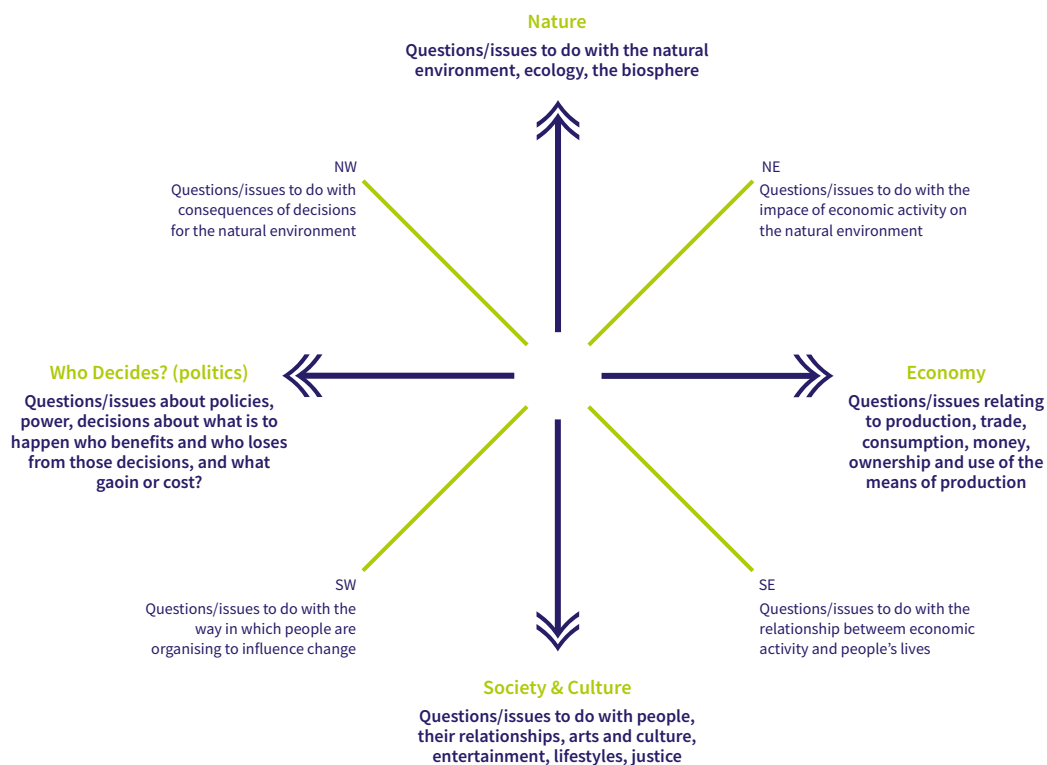 Nature
Questions/issues to do with the natural
environment, ecology, the biosphere
NW
Questions/issues to do with
consequences of decisions
for the natural environment
NE
Questions/issues to do with the
impace of economic activity on
the natural environment
Who Decides? (politics)
Questions/issues about policies,
power, decisions about what is to
happen who benefits and who loses
from those decisions, and what
gaoin or cost?
Economy
Questions/issues relating
to production, trade,
consumption, money,
ownership and use of the
means of production
SW
Questions/issues to do with the
way in which people are
organising to influence change
SE
Questions/issues to do with the
relationship betweem economic
activity and people’s lives
Society & Culture
Questions/issues to do with people,
their relationships, arts and culture,
entertainment, lifestyles, justice